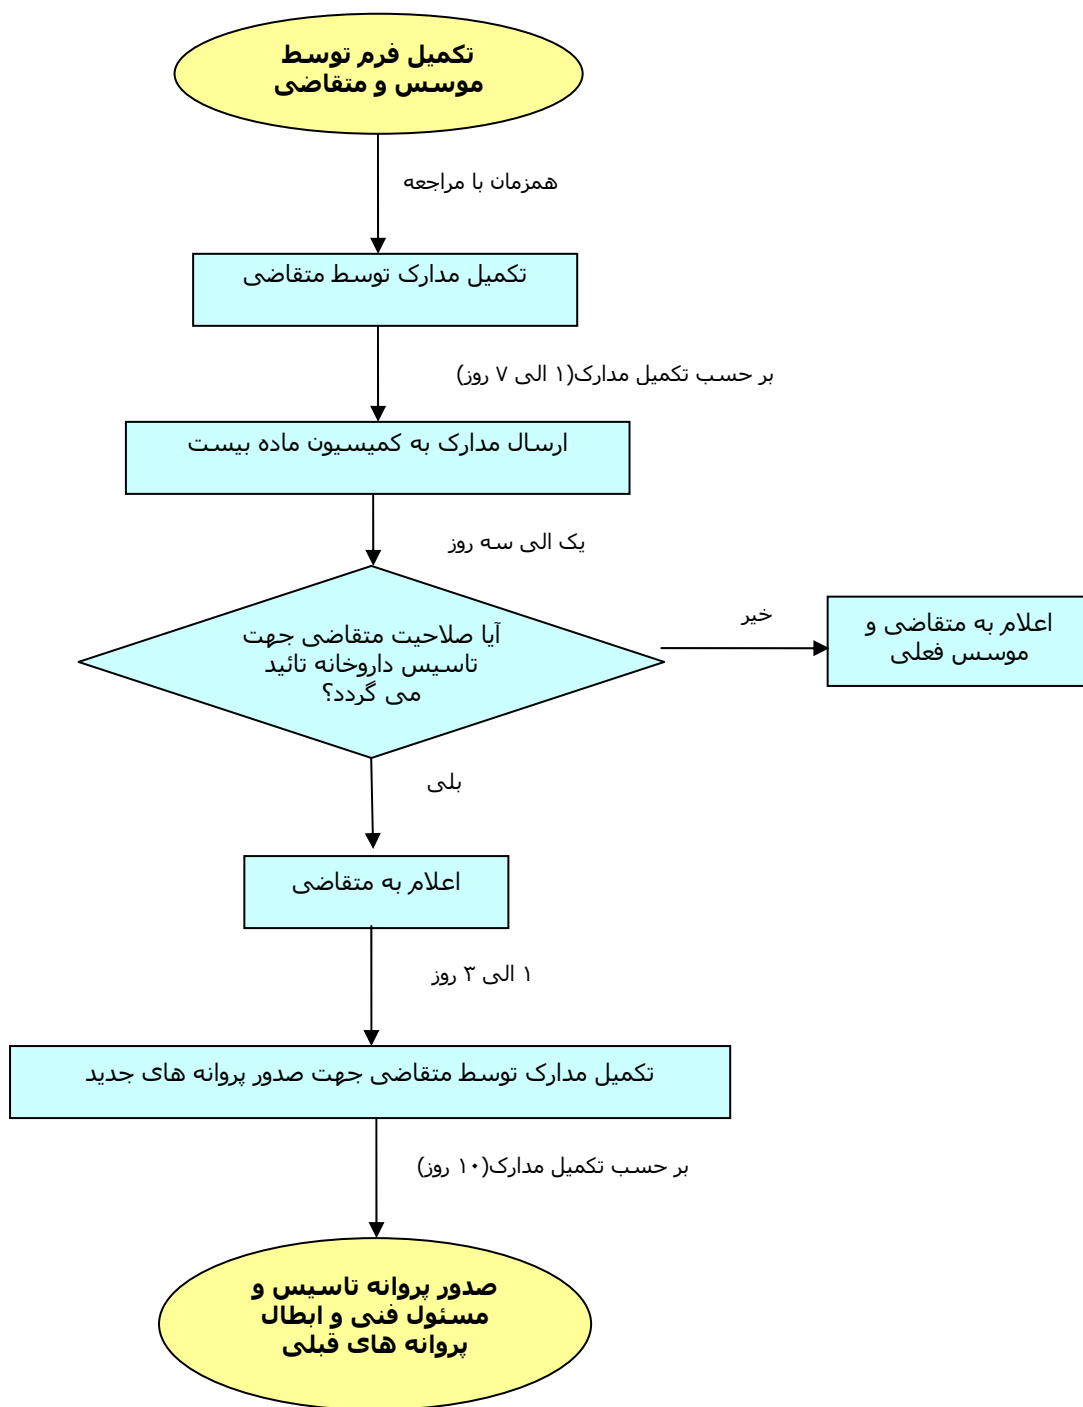 تکمیل فرم توسط
موسس و متقاضی
همزمان با مراجعه
تکمیل مدارک توسط متقاضی
بر حسب تکمیل مدارک(۱ الی ۷ روز)
ارسال مدارک به کمیسیون ماده بیست
یک الی سه روز
آیا صلاحیت متقاضی جهت
تاسیس داروخانه تائید
می گردد؟
خیر
اعلام به متقاضی و
موسس فعلی
بلی
اعلام به متقاضی
۱ الی ۳ روز
تکمیل مدارک توسط متقاضی جهت صدور پروانه های جدید
بر حسب تکمیل مدارک(۱۰ روز)
صدور پروانه تاسیس و
مسئول فنی و ابطال
پروانه های قبلی